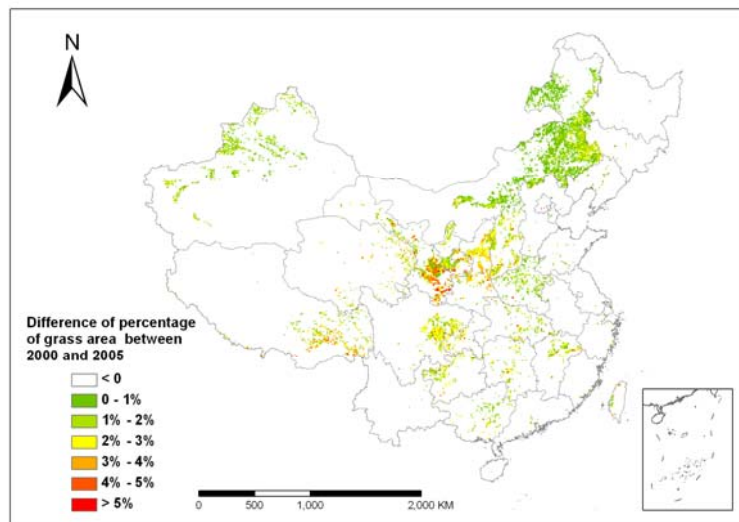 N
Difference of percentage
of grass area between
2000 and 2005
< 0
0 - 1%
1% - 2%
2% - 3%
3% - 4%
4% - 5%
> 5%
0 500 1,000 2,000 KM